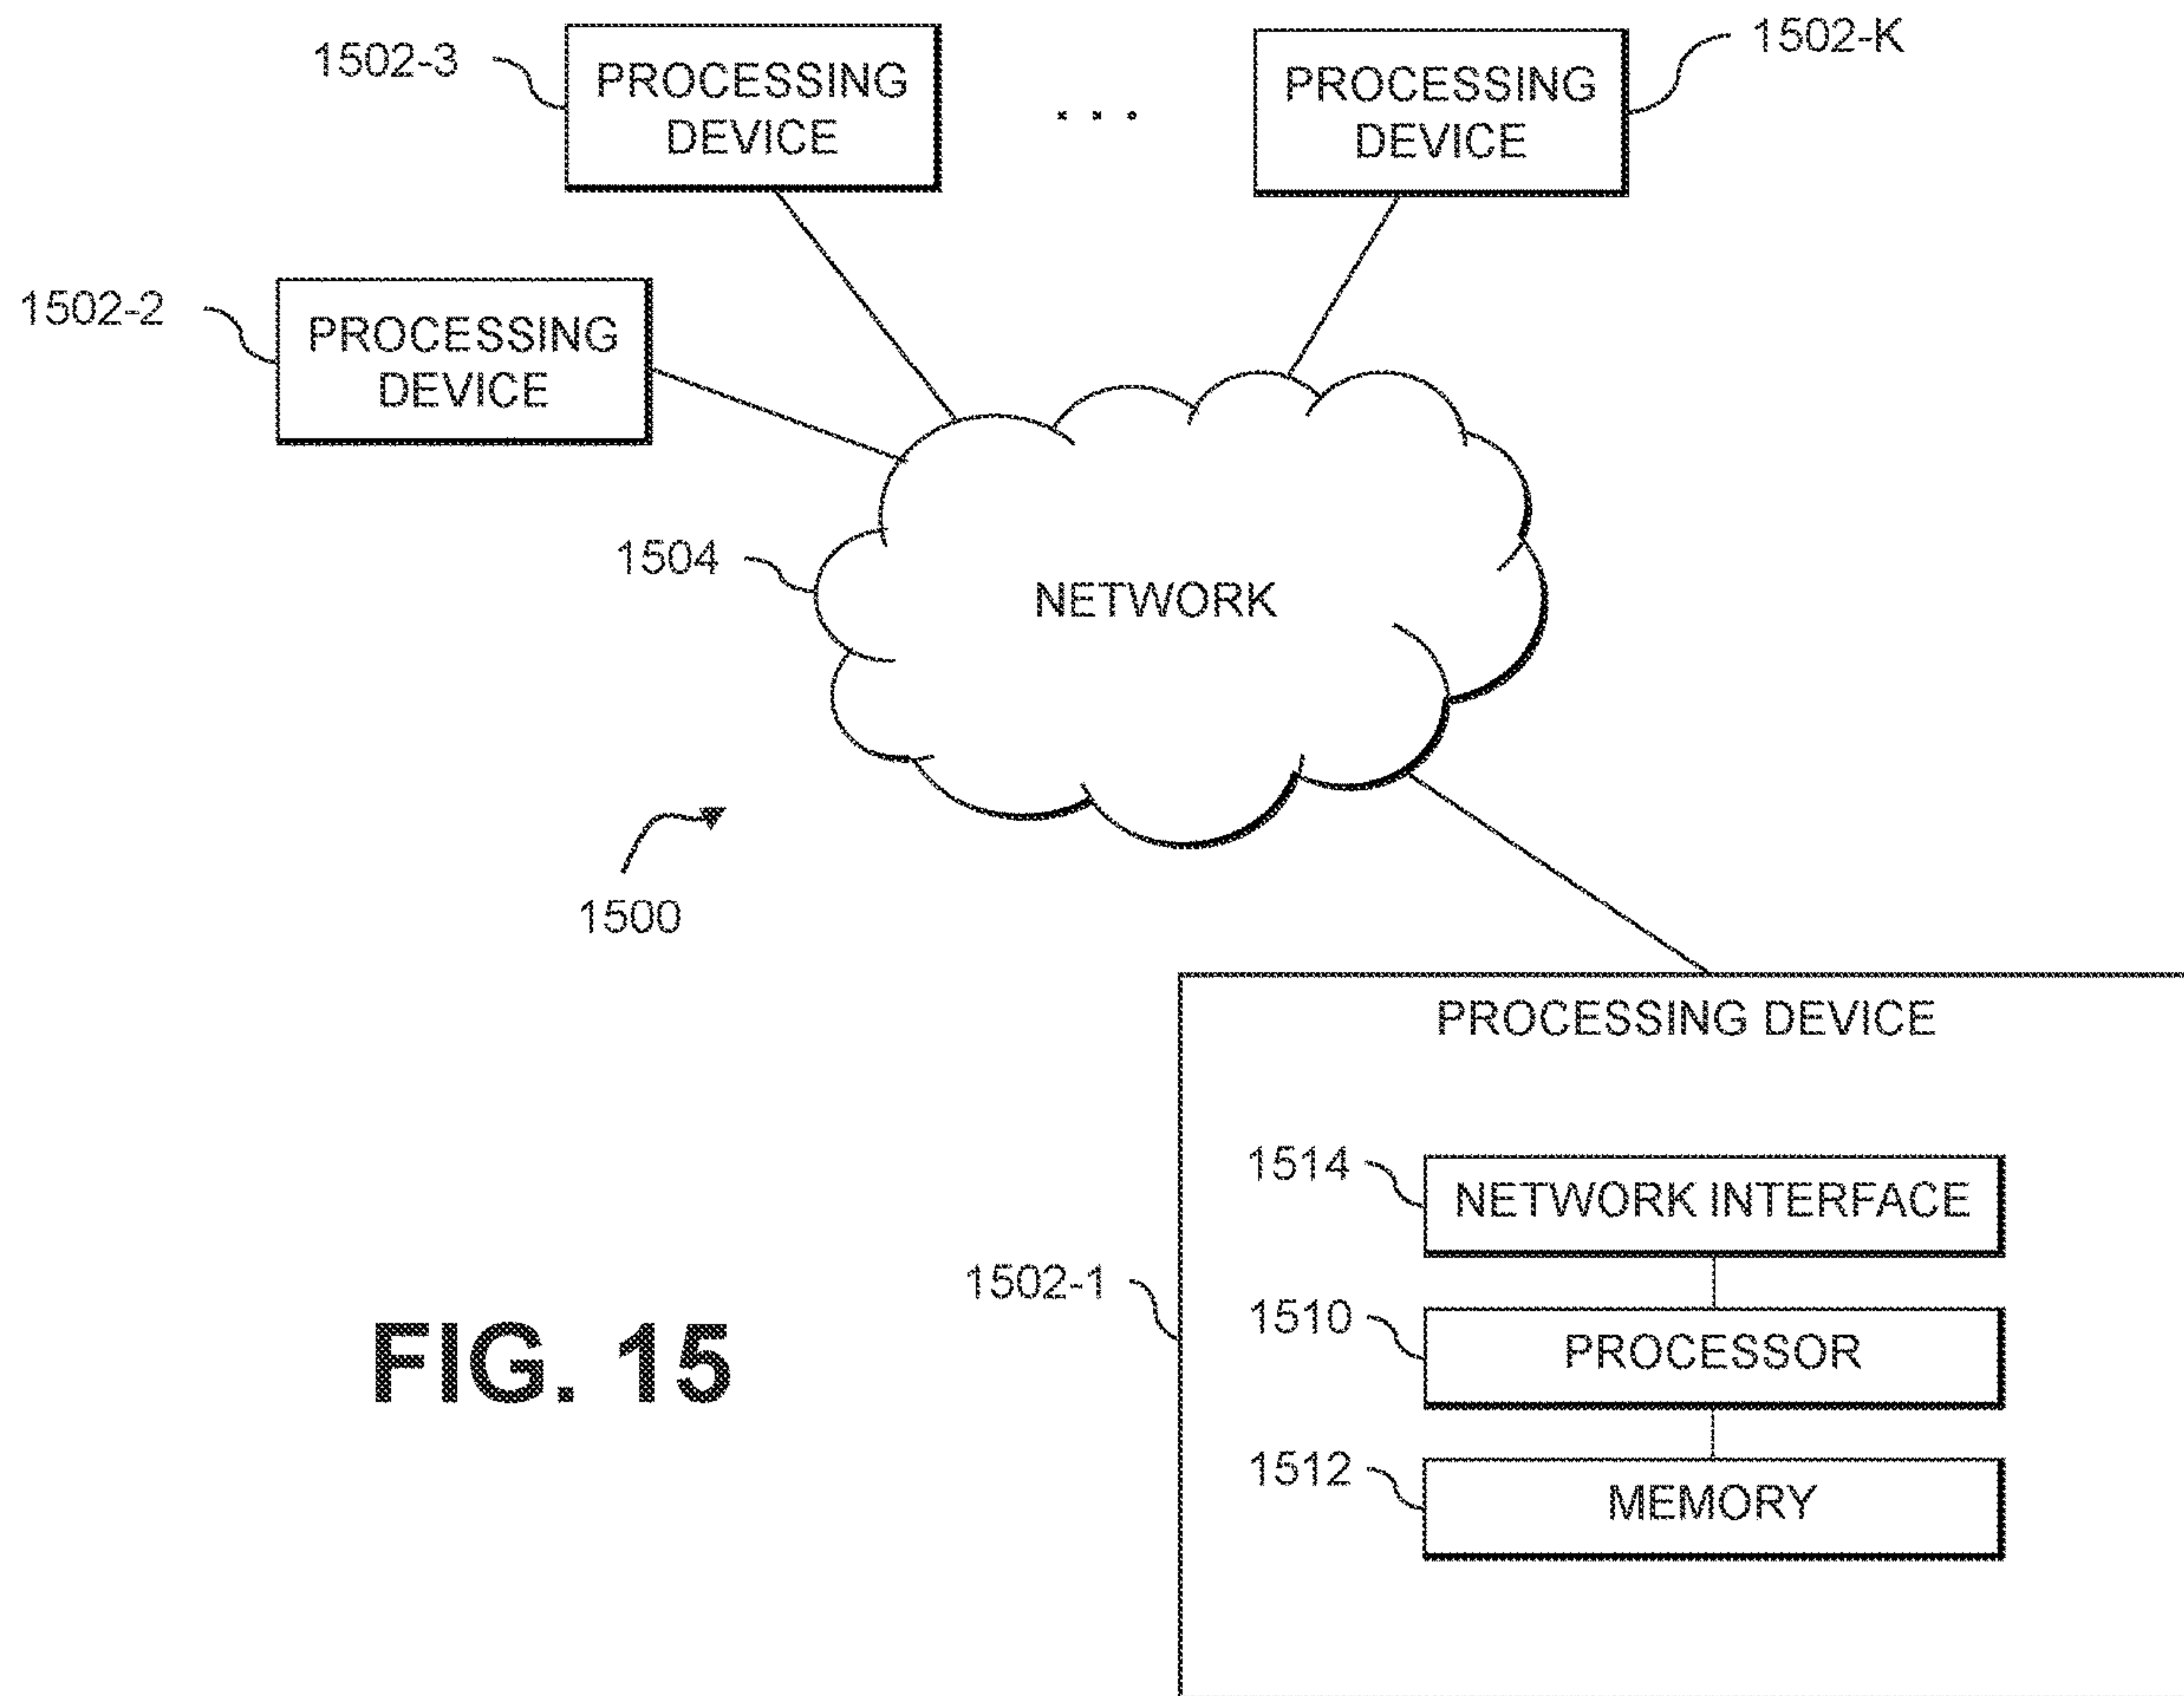 1502-3
PROCESSING
DEVICE
. . .
PROCESSING
DEVICE
1502-K
1502-2
PROCESSING
DEVICE
1504
NETWORK
1500
PROCESSING DEVICE
1514
NETWORK INTERFACE
1502-1
1510
PROCESSOR
1512
MEMORY
FIG. 15